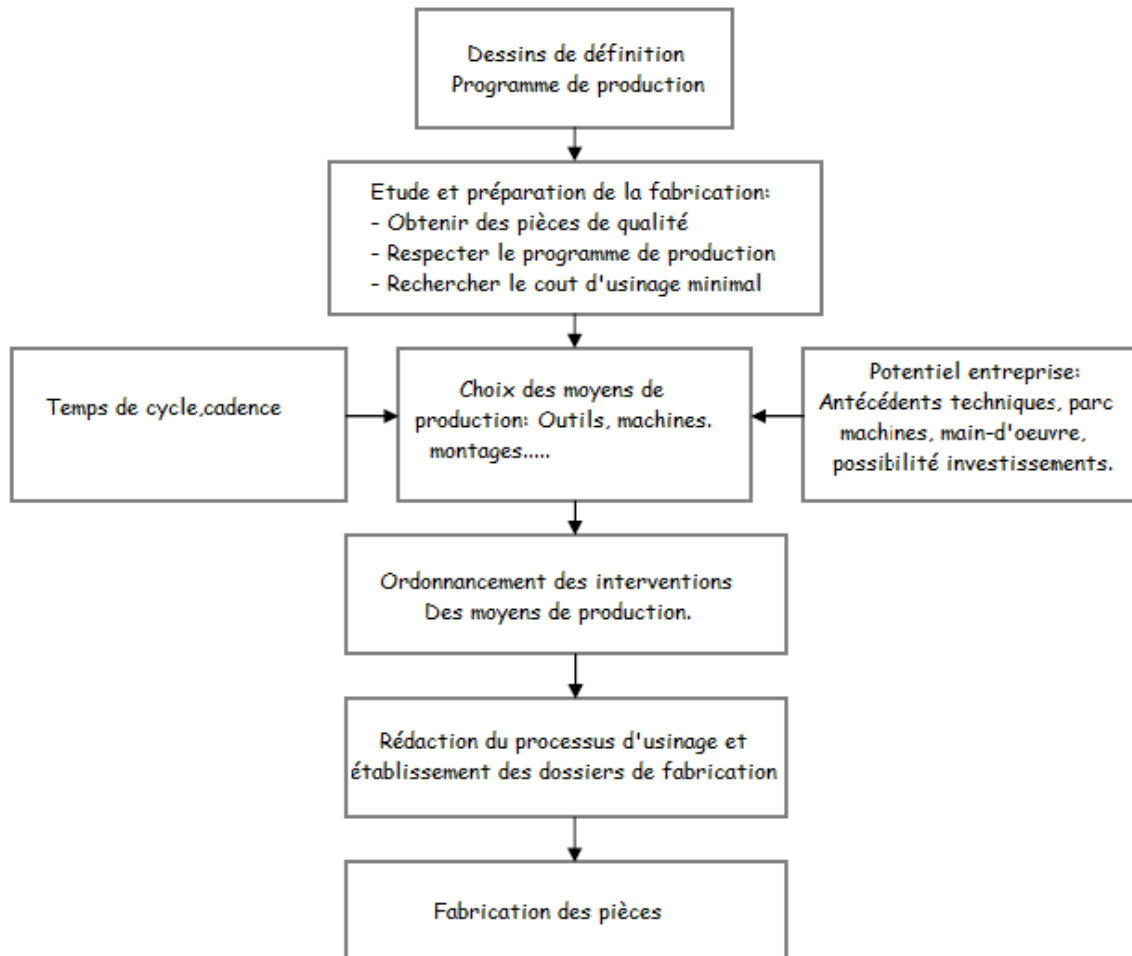 Dessins de définition
Programme de production
Etude et préparation de la fabrication:
- Obtenir des pièces de qualité
- Respecter le programme de production
- Rechercher le cout d'usinage minimal
Temps de cycle,cadence
Choix des moyens de
production: Outils, machines.
montages.....
Potentiel entreprise:
Antécédents techniques, parc
machines, main-d'oeuvre,
possibilité investissements.
Ordonnancement des interventions
Des moyens de production.
Rédaction du processus d'usinage et
établissement des dossiers de fabrication
Fabrication des pièces